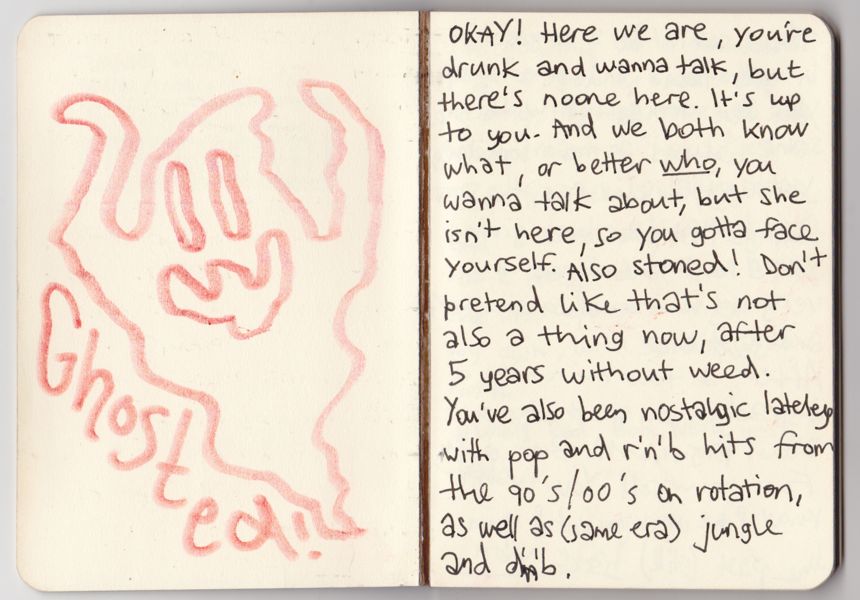 Ghosted!!
OKAY! Here we are, you're
drunk and wanna talk, but
there's noone here. It's up
to you. And we both know
what, or better who, you
wanna talk about, but she
isn't here, so you gotta face
yourself. Also stoned! Don't
pretend like that's not
also a thing now, after
5 years without weed.
You've also been nostalgic lateley
with pop and r'n'b hits from
the 90's/00's on rotation,
as well as (same era) jungle
and d'n'b.